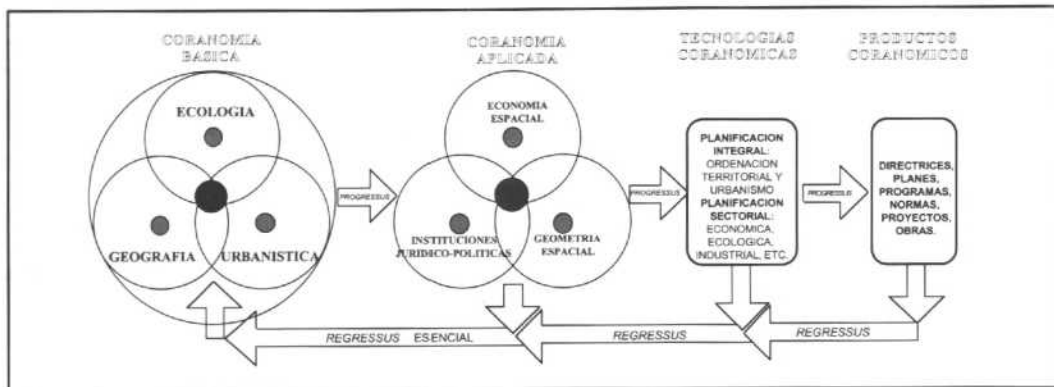 CORANOMIA
BASICA
CORANOMIA
APLICADA
TECNOLOGIAS
CORANOMICAS
PRODUCTOS
CORANOMICOS
ECOLOGIA
GEOGRAFIA
URBANISTICA
PROGRESSUS
ECONOMIA
ESPACIAL
INSTITUCIONES
JURIDICO-POLITICAS
GEOMETRIA
ESPACIAL
PROGRESSUS
PLANIFICACION
INTEGRAL:
ORDENACION
TERRITORIAL Y
URBANISMO
PLANIFICACION
SECTORIAL:
ECONOMICA,
ECOLOGICA,
INDUSTRIAL, ETC.
PROGRESSUS
DIRECTRICES,
PLANES,
PROGRAMAS,
NORMAS,
PROYECTOS,
OBRAS.
REGRESSUS ESENCIAL
REGRESSUS
REGRESSUS